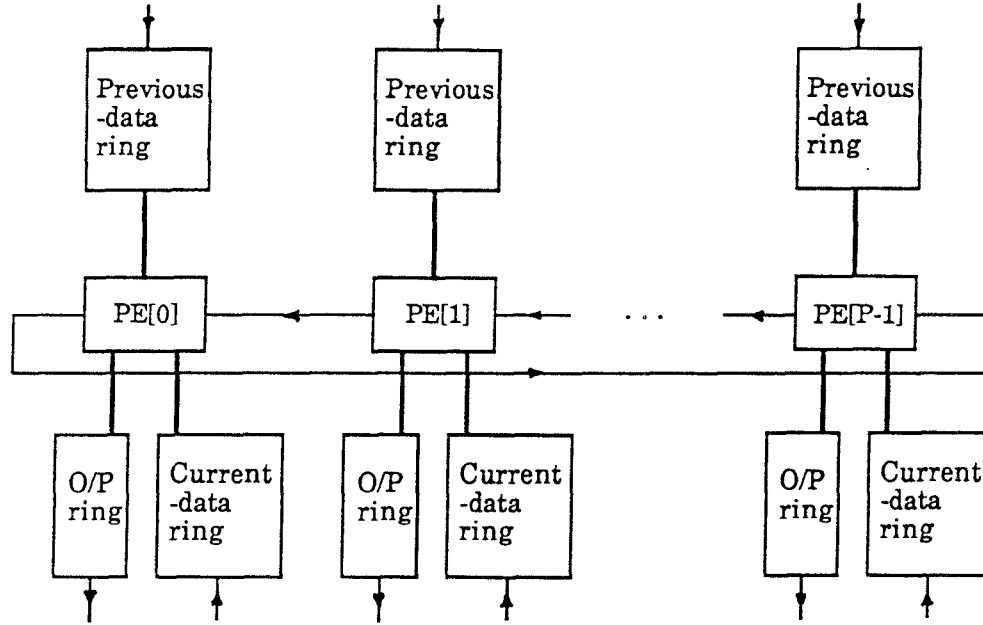 Previous
-data
ring
Previous
-data
ring
Previous
-data
ring
PE[0]
PE[1]
...
PE[P-1]
O/P
ring
Current
-data
ring
O/P
ring
Current
-data
ring
O/P
ring
Current
-data
ring